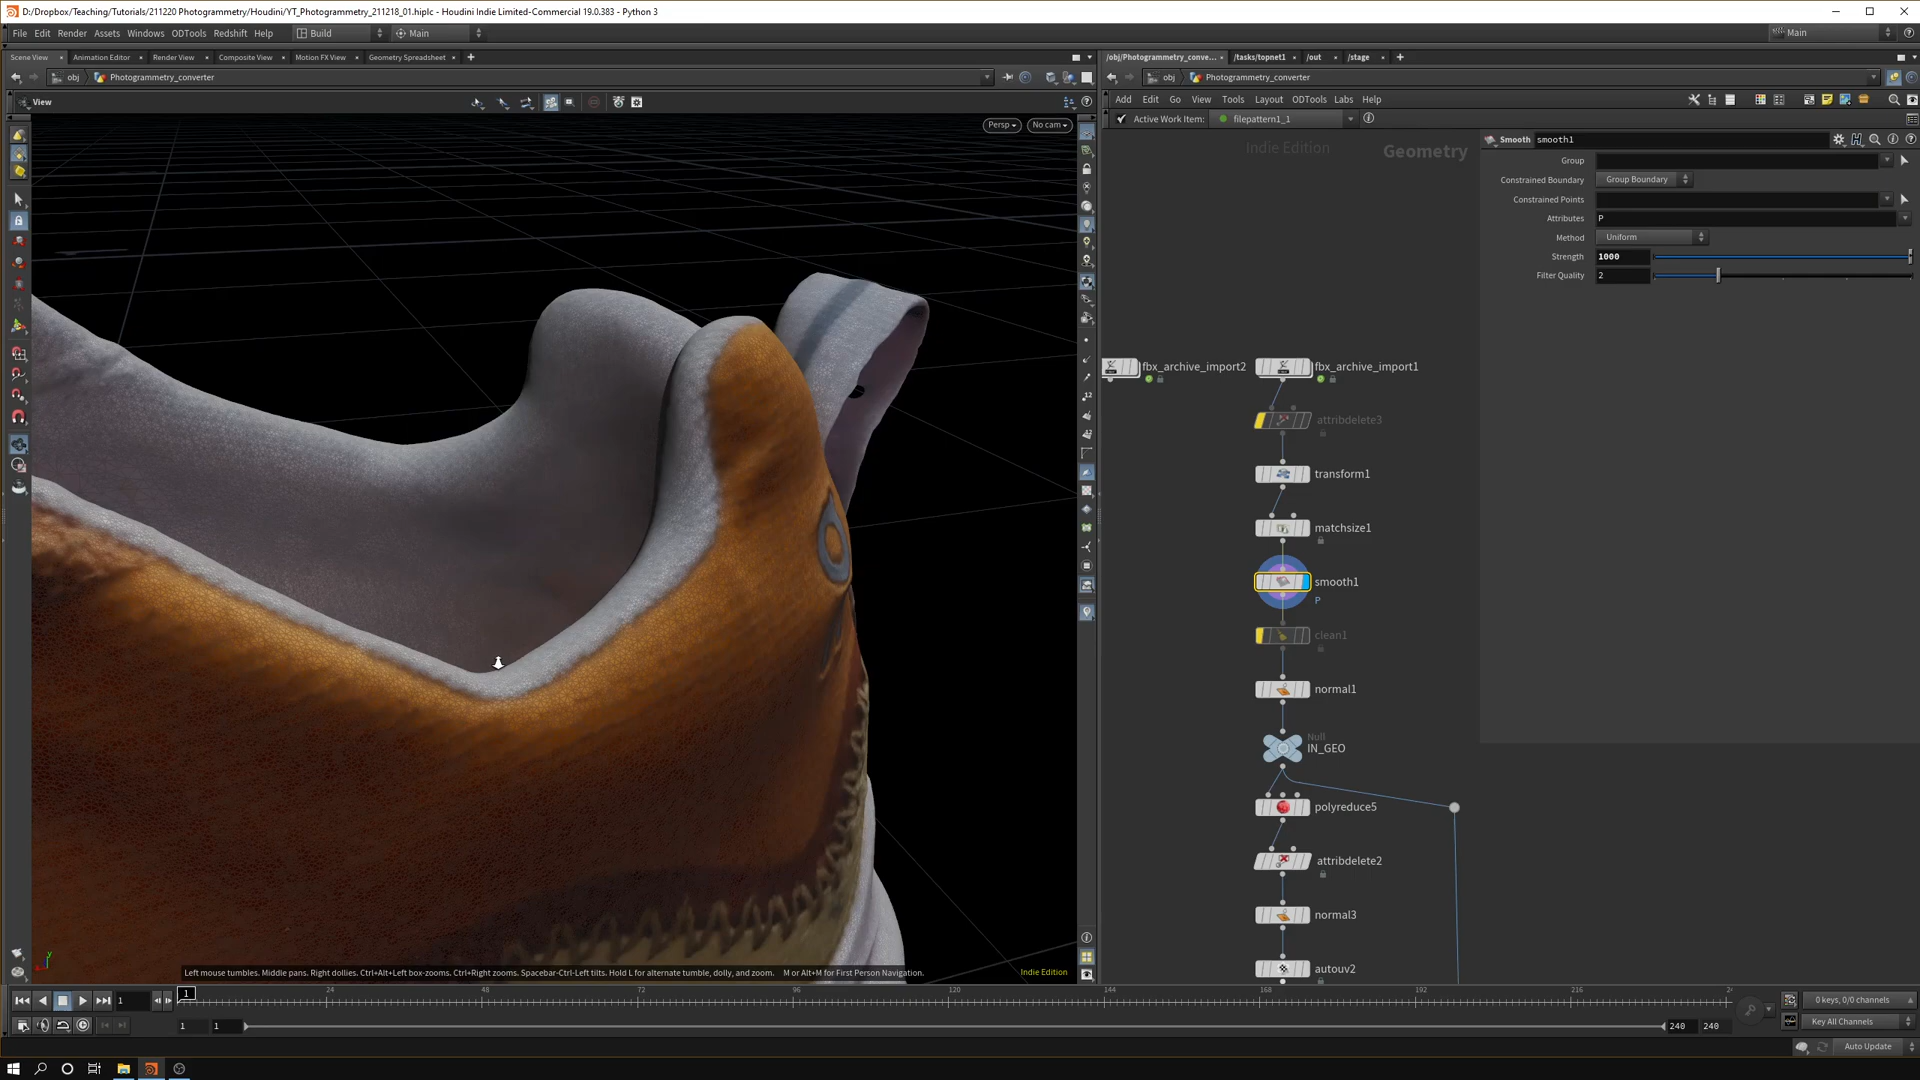 D:/Dropbox/Teaching/Tutorials/211220 Photogrammetry/Houdini/YT_Photogrammetry_211218_01.hiplc - Houdini Indie Limited-Commercial 19.0.383 - Python 3
File Edit Render Assets Windows ODTools Redshift Help Build Main Main
Scene View Animation Editor Render View Composite View Motion FX View Geometry Spreadsheet
/obj/Photogrammetry_conve... /tasks/topnet1 /out /stage
obj Photogrammetry_converter
obj Photogrammetry_converter
View
Add Edit Go View Tools Layout ODTools Labs Help
Active Work Item: filepattern1_1
Persp No cam
Indie Edition Geometry
Smooth smooth1
Group
Constrained Boundary Group Boundary
Constrained Points
Attributes P
Method Uniform
Strength 1000
Filter Quality 2
fbx_archive_import2 fbx_archive_import1
attribdelete3
transform1
matchsize1
smooth1
P
clean1
normal1
Null
IN_GEO
polyreduce5
attribdelete2
normal3
autouv2
Left mouse tumbles. Middle pans. Right dollies. Ctrl+Alt+Left box-zooms. Ctrl+Right zooms. Spacebar-Ctrl-Left tilts. Hold L for alternate tumble, dolly, and zoom. M or Alt+M for First Person Navigation.
Indie Edition
1 1 24 48 72 96 120 144 168 192 216
0 keys, 0/0 channels
1 1 240 240
Key All Channels
Auto Update